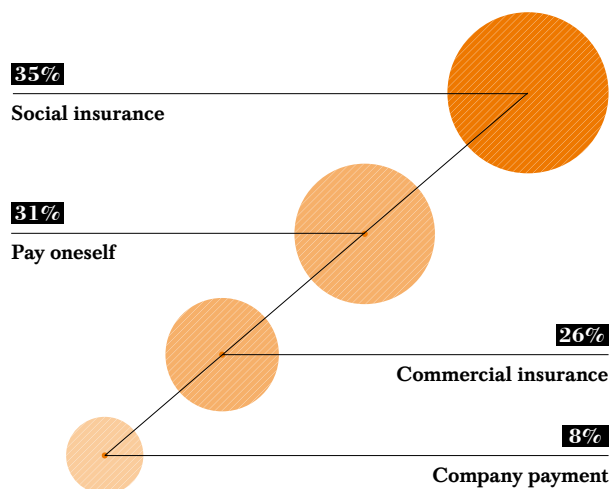 35%
Social insurance
31%
Pay oneself
26%
Commercial insurance
8%
Company payment